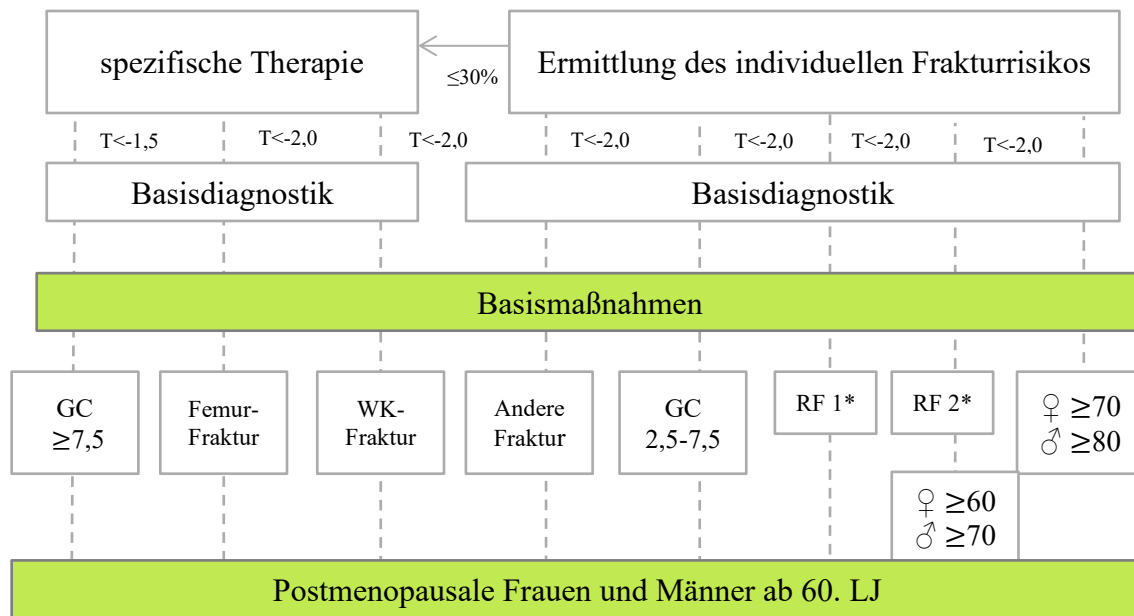 spezifische Therapie
≤30%
Ermittlung des individuellen Frakturrisikos
T<-1,5
T<-2,0
T<-2,0
T<-2,0
T<-2,0
T<-2,0
T<-2,0
Basisdiagnostik
Basisdiagnostik
Basismaßnahmen
GC
≥7,5
Femur-
Fraktur
WK-
Fraktur
Andere
Fraktur
GC
2,5-7,5
RF 1*
RF 2*
♀ ≥70
♂ ≥80
♀ ≥60
♂ ≥70
Postmenopausale Frauen und Männer ab 60. LJ